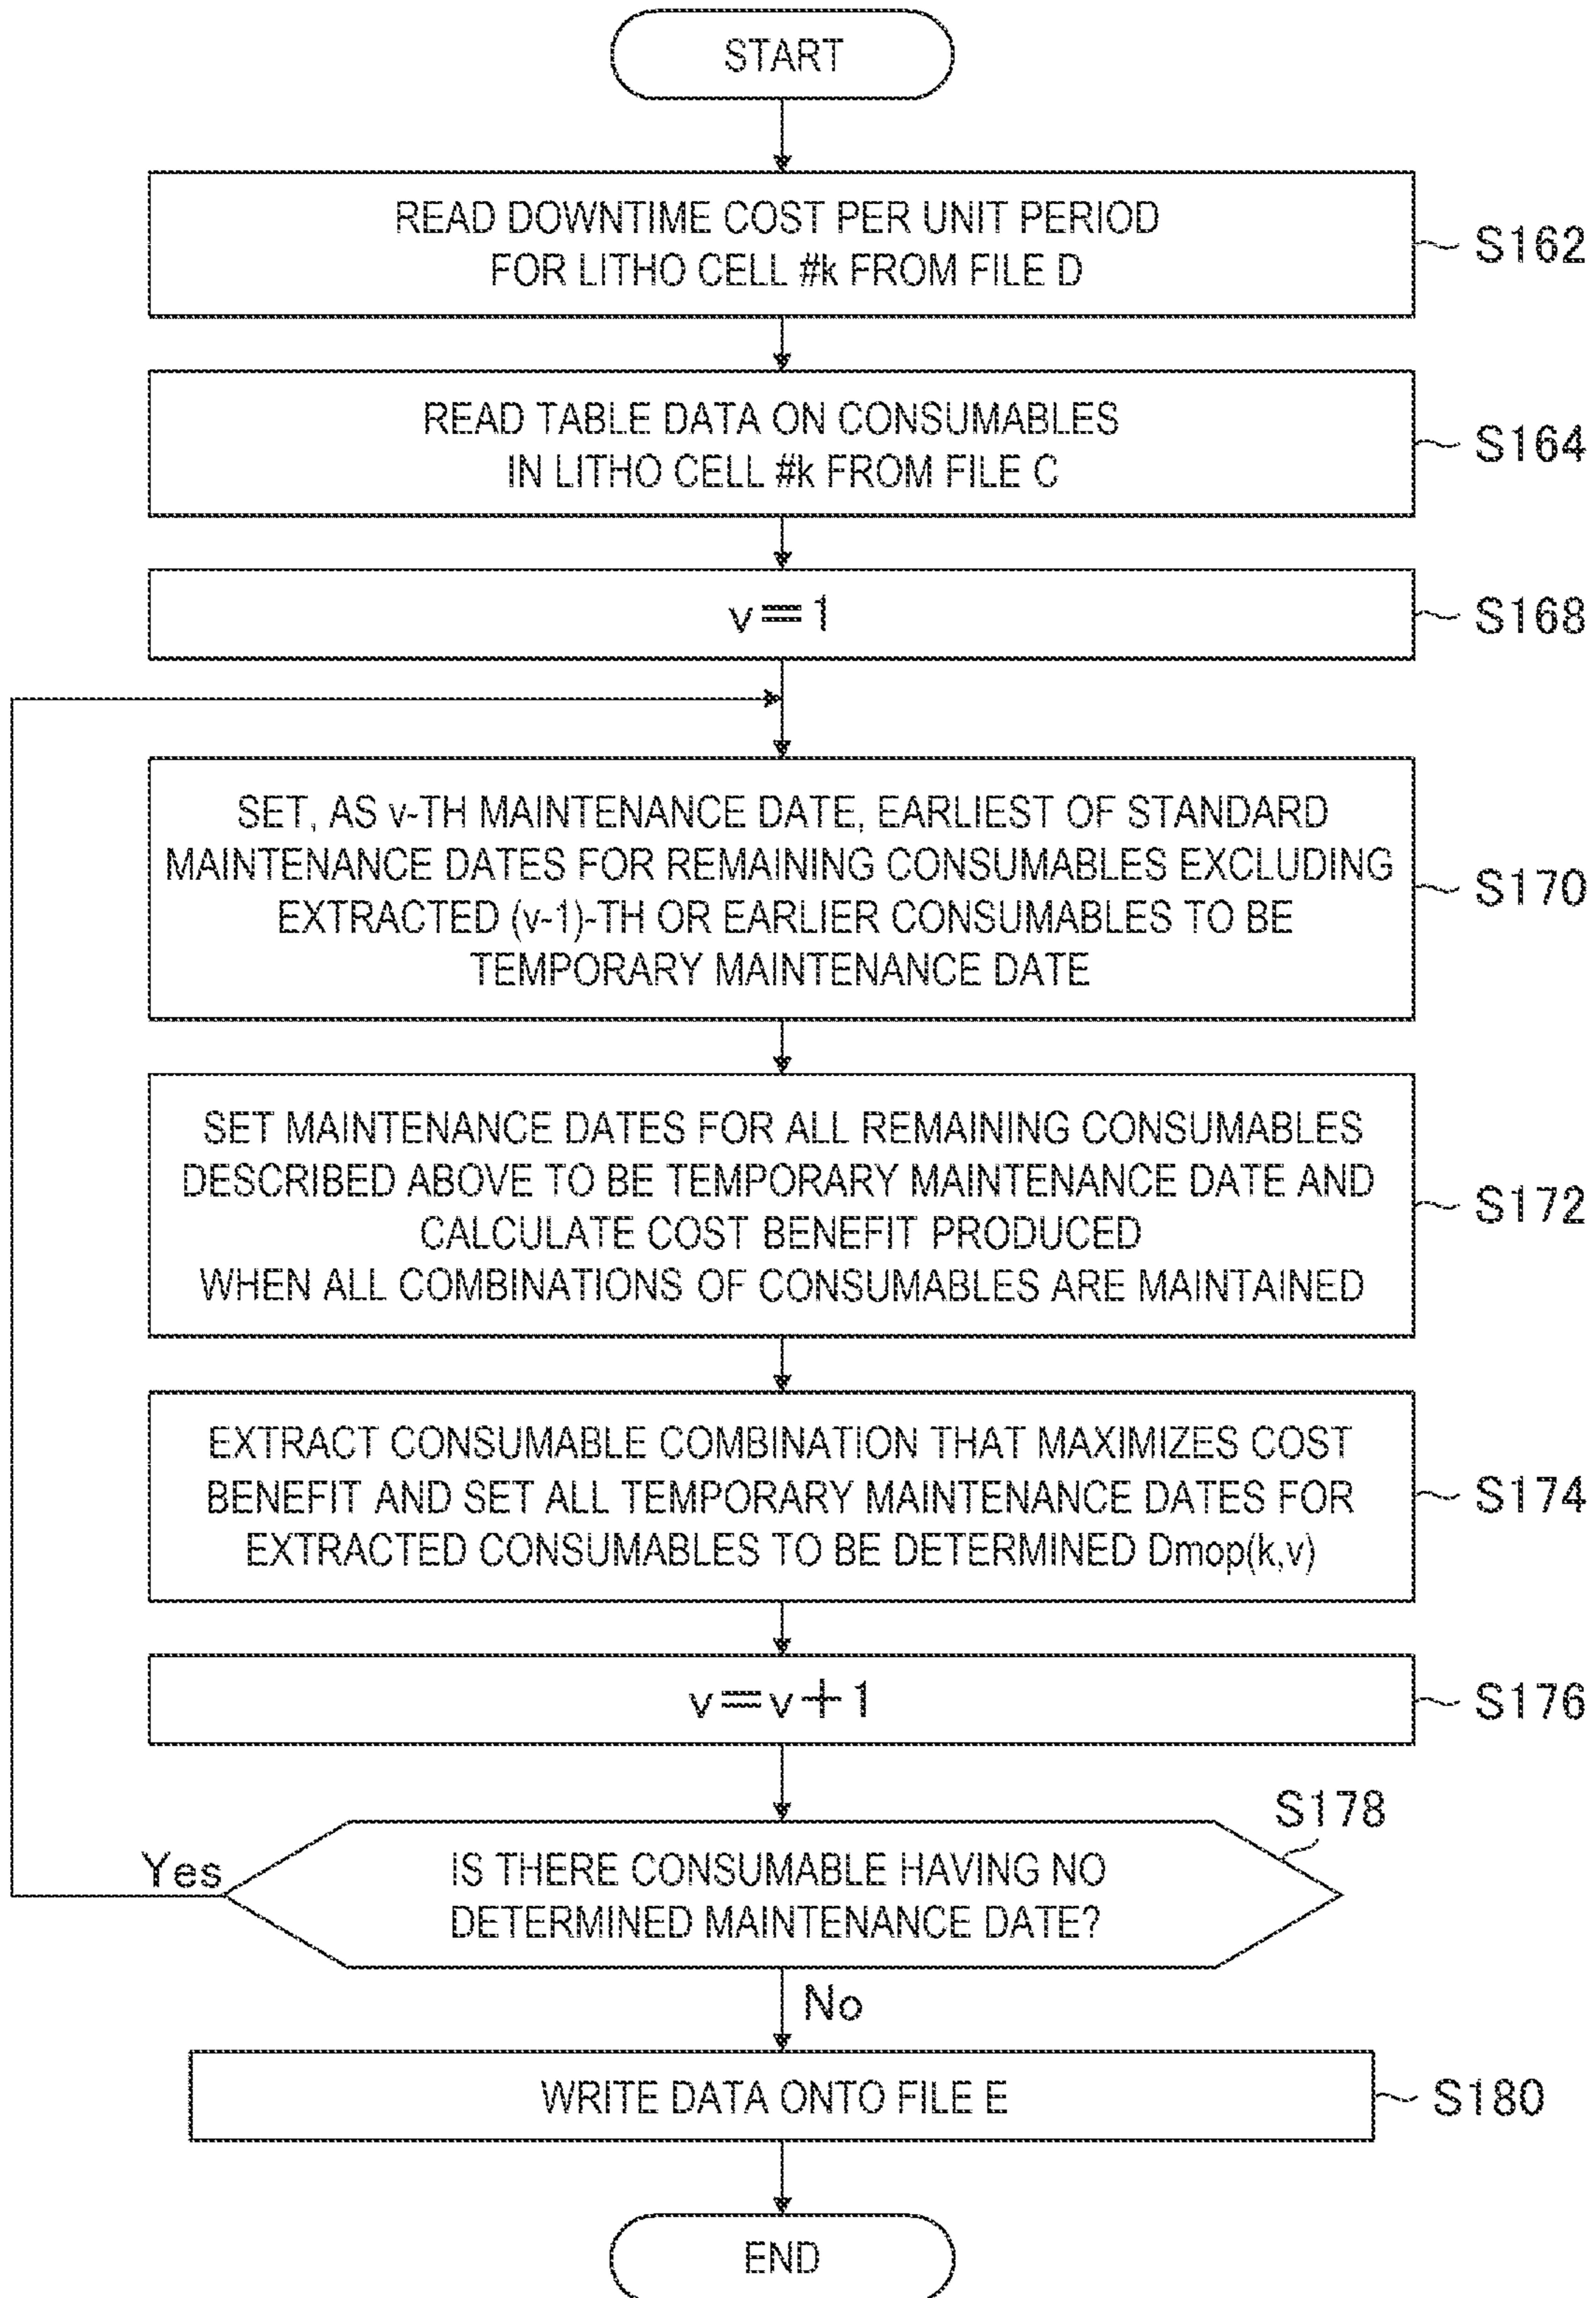 START
READ DOWNTIME COST PER UNIT PERIOD
FOR LITHO CELL #k FROM FILE D
S162
READ TABLE DATA ON CONSUMABLES
IN LITHO CELL #k FROM FILE C
S164
v=1
S168
SET, AS v-TH MAINTENANCE DATE, EARLIEST OF STANDARD
MAINTENANCE DATES FOR REMAINING CONSUMABLES EXCLUDING
EXTRACTED (v-1)-TH OR EARLIER CONSUMABLES TO BE
TEMPORARY MAINTENANCE DATE
S170
SET MAINTENANCE DATES FOR ALL REMAINING CONSUMABLES
DESCRIBED ABOVE TO BE TEMPORARY MAINTENANCE DATE AND
CALCULATE COST BENEFIT PRODUCED
WHEN ALL COMBINATIONS OF CONSUMABLES ARE MAINTAINED
S172
EXTRACT CONSUMABLE COMBINATION THAT MAXIMIZES COST
BENEFIT AND SET ALL TEMPORARY MAINTENANCE DATES FOR
EXTRACTED CONSUMABLES TO BE DETERMINED Dmop(k,v)
S174
v=v+1
S176
S178
Yes
IS THERE CONSUMABLE HAVING NO
DETERMINED MAINTENANCE DATE?
No
WRITE DATA ONTO FILE E
S180
END